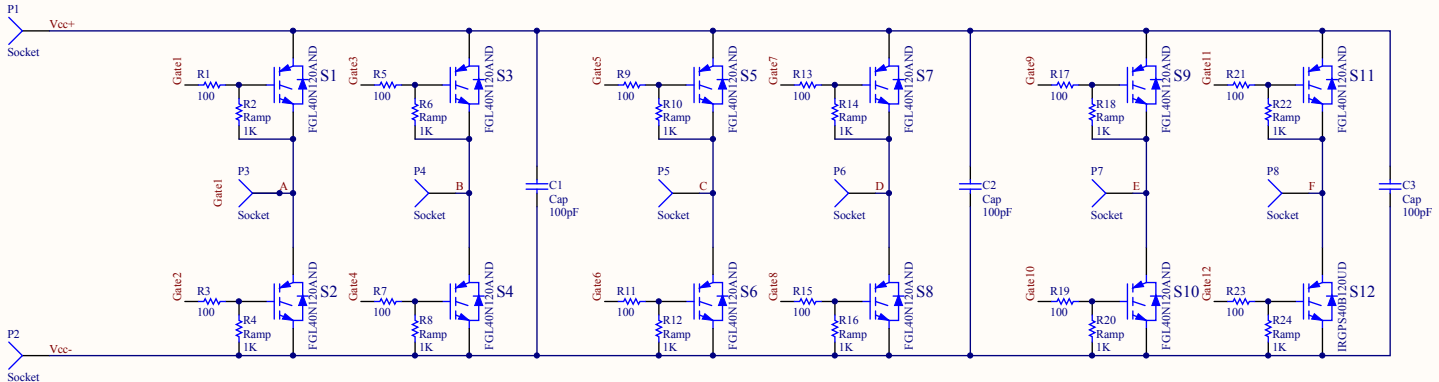 P1
Vcc+
Socket
Gate1
R1
100
R2
Ramp
1K
S1
FGL40N120AND
Gate3
R5
100
R6
Ramp
1K
S3
FGL40N120AND
Gate5
R9
100
R10
Ramp
1K
S5
FGL40N120AND
Gate7
R13
100
R14
Ramp
1K
S7
FGL40N120AND
Gate9
R17
100
R18
Ramp
1K
S9
FGL40N120AND
Gate11
R21
100
R22
Ramp
1K
S11
FGL40N120AND
Gate1
P3
A
Socket
P4
B
Socket
C1
Cap
100pF
P5
C
Socket
P6
D
Socket
C2
Cap
100pF
P7
E
Socket
P8
F
Socket
C3
Cap
100pF
Gate2
R3
100
R4
Ramp
1K
S2
FGL40N120AND
Gate4
R7
100
R8
Ramp
1K
S4
FGL40N120AND
Gate6
R11
100
R12
Ramp
1K
S6
FGL40N120AND
Gate8
R15
100
R16
Ramp
1K
S8
FGL40N120AND
Gate10
R19
100
R20
Ramp
1K
S10
FGL40N120AND
Gate12
R23
100
R24
Ramp
1K
S12
IRGPS40B120UD
P2
Vcc-
Socket